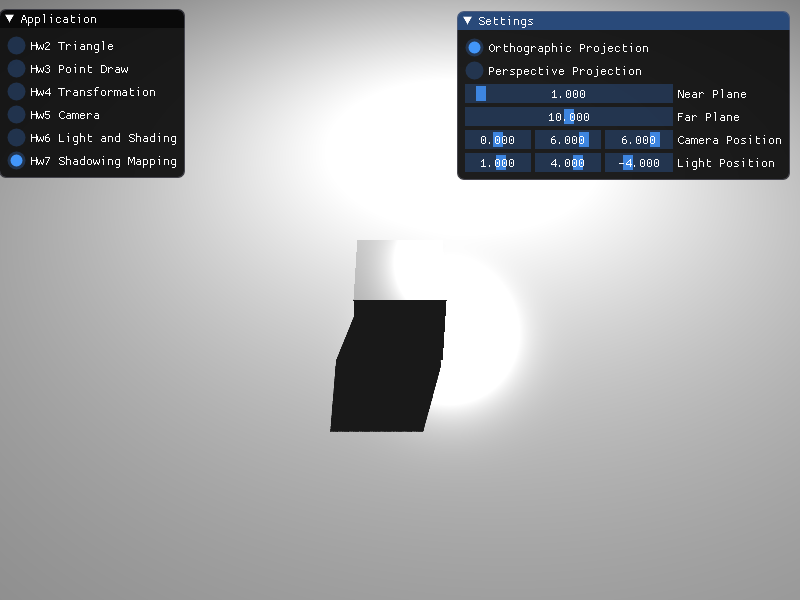 Application
Hw2 Triangle
Hw3 Point Draw
Hw4 Transformation
Hw5 Camera
Hw6 Light and Shading
Hw7 Shadowing Mapping
Settings
Orthographic Projection
Perspective Projection
1.000 Near Plane
10.000 Far Plane
0.000 6.000 6.000 Camera Position
1.000 4.000 -4.000 Light Position